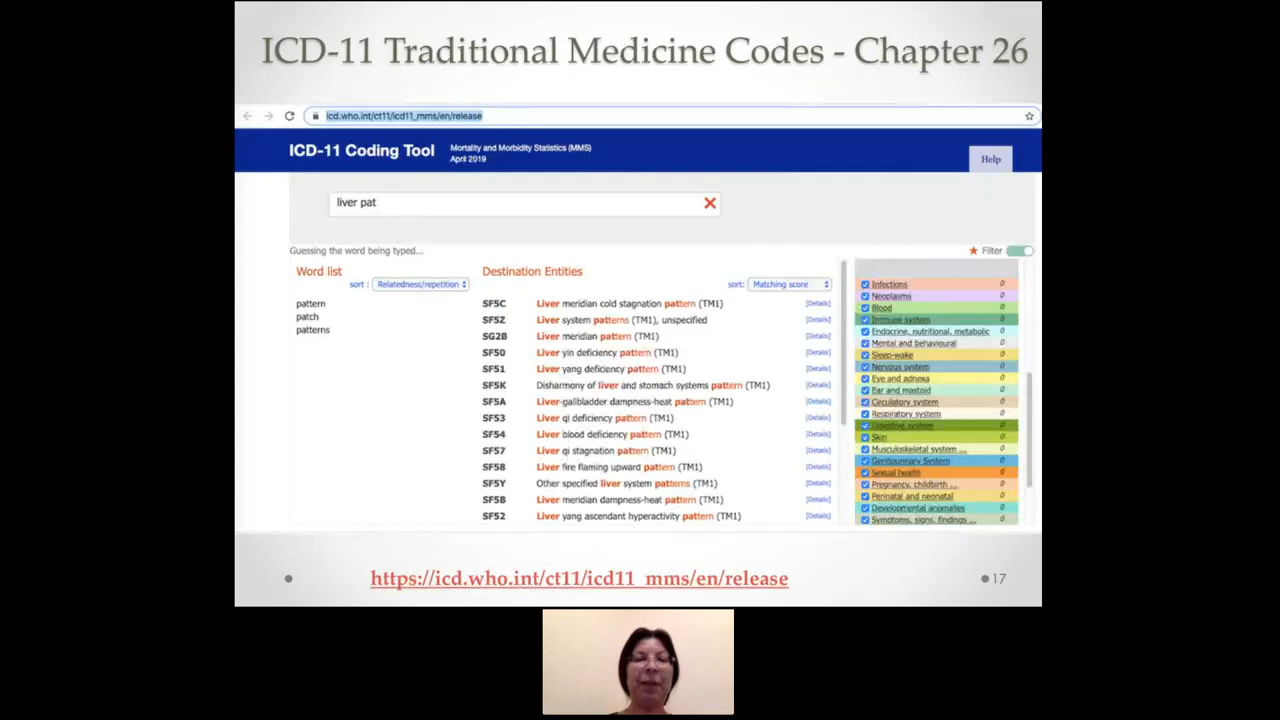 ICD-11 Traditional Medicine Codes - Chapter 26
icd.who.int/ct11/icd11_mms/en/release
ICD-11 Coding Tool
Mortality and Morbidity Statistics (MMS)
April 2019
Help
liver pat
Guessing the word being typed...
Filter
Word list
sort : Relatedness/repetition
pattern
patch
patterns
Destination Entities
sort: Matching score
SF5C Liver meridian cold stagnation pattern (TM1) [Details]
SF5Z Liver system patterns (TM1), unspecified [Details]
SG2B Liver meridian pattern (TM1) [Details]
SF50 Liver yin deficiency pattern (TM1) [Details]
SF51 Liver yang deficiency pattern (TM1) [Details]
SF5K Disharmony of liver and stomach systems pattern (TM1) [Details]
SF5A Liver-gallbladder dampness-heat pattern (TM1) [Details]
SF53 Liver qi deficiency pattern (TM1) [Details]
SF54 Liver blood deficiency pattern (TM1) [Details]
SF57 Liver qi stagnation pattern (TM1) [Details]
SF58 Liver fire flaming upward pattern (TM1) [Details]
SF5Y Other specified liver system patterns (TM1) [Details]
SF5B Liver meridian dampness-heat pattern (TM1) [Details]
SF52 Liver yang ascendant hyperactivity pattern (TM1) [Details]
Infections 0
Neoplasms 0
Blood 0
Immune system 0
Endocrine, nutritional, metabolic 0
Mental and behavioural 0
Sleep-wake 0
Nervous system 0
Eye and adnexa 0
Ear and mastoid 0
Circulatory system 0
Respiratory system 0
Digestive system 0
Skin 0
Musculoskeletal system ... 0
Genitourinary System 0
Sexual health 0
Pregnancy, childbirth ... 0
Perinatal and neonatal 0
Developmental anomalies 0
Symptoms, signs, findings ... 0
https://icd.who.int/ct11/icd11_mms/en/release
17